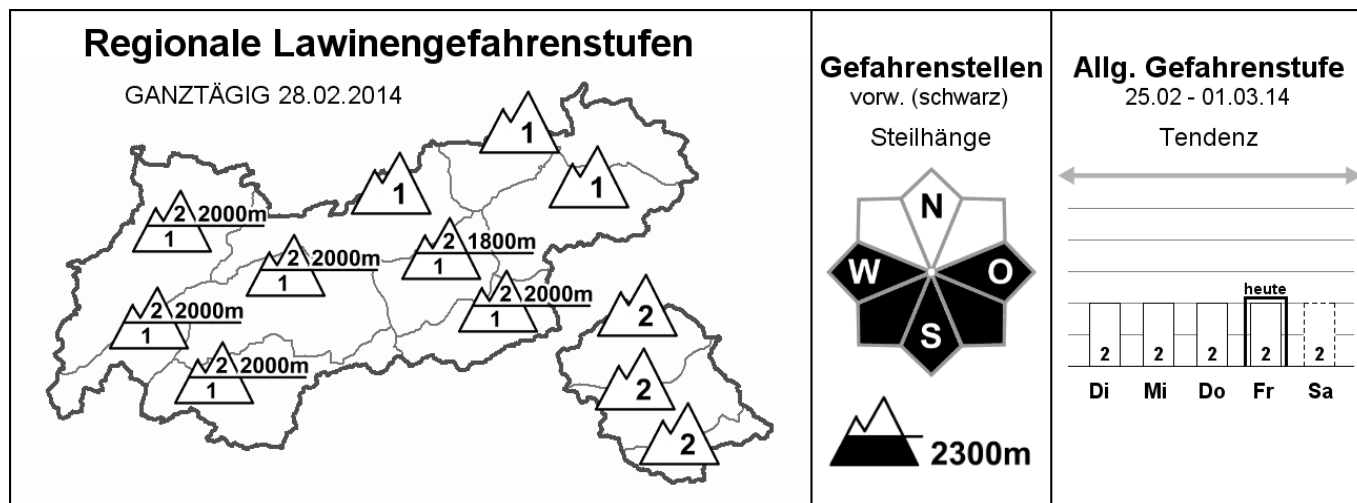 Regionale Lawinengefahrenstufen
GANZTÄGIG 28.02.2014
1
1
1
2 2000m
1
2 2000m
1
2 1800m
1
2 2000m
1
2 2000m
1
2 2000m
1
2
2
2
Gefahrenstellen
vorw. (schwarz)
Steilhänge
N
W
O
S
2300m
Allg. Gefahrenstufe
25.02 - 01.03.14
Tendenz
heute
2 2 2 2 2
Di Mi Do Fr Sa